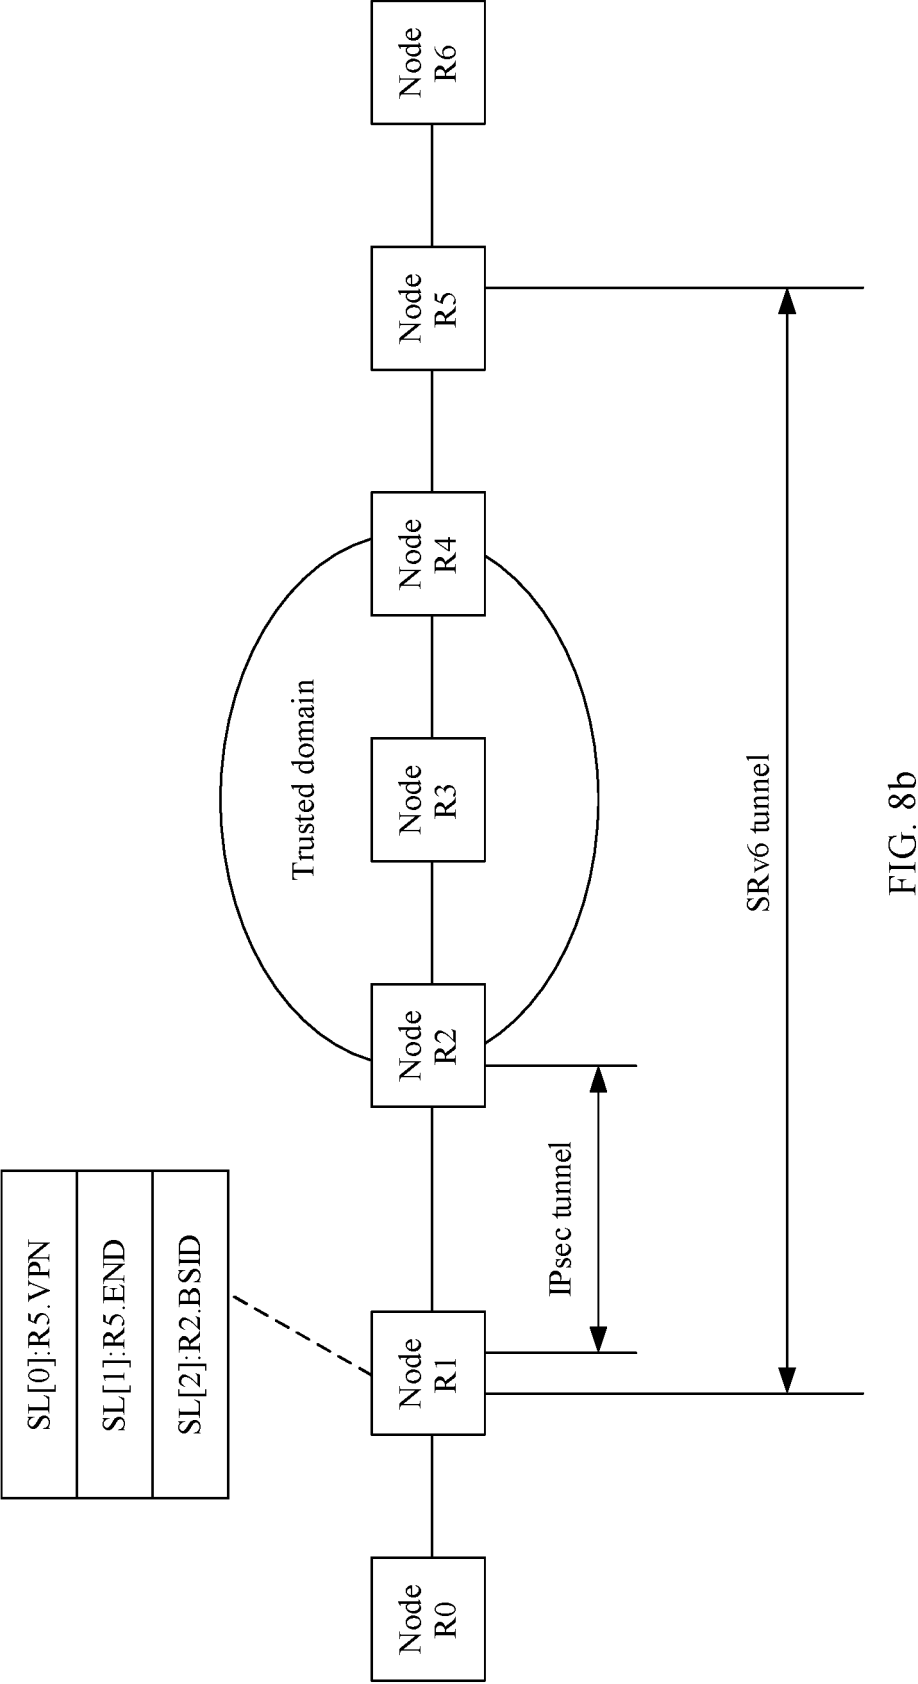 SL[0]:R5.VPN
SL[1]:R5.END
SL[2]:R2.BSID
Trusted domain
Node
R0
Node
R1
Node
R2
Node
R3
Node
R4
Node
R5
Node
R6
IPsec tunnel
SRv6 tunnel
FIG. 8b